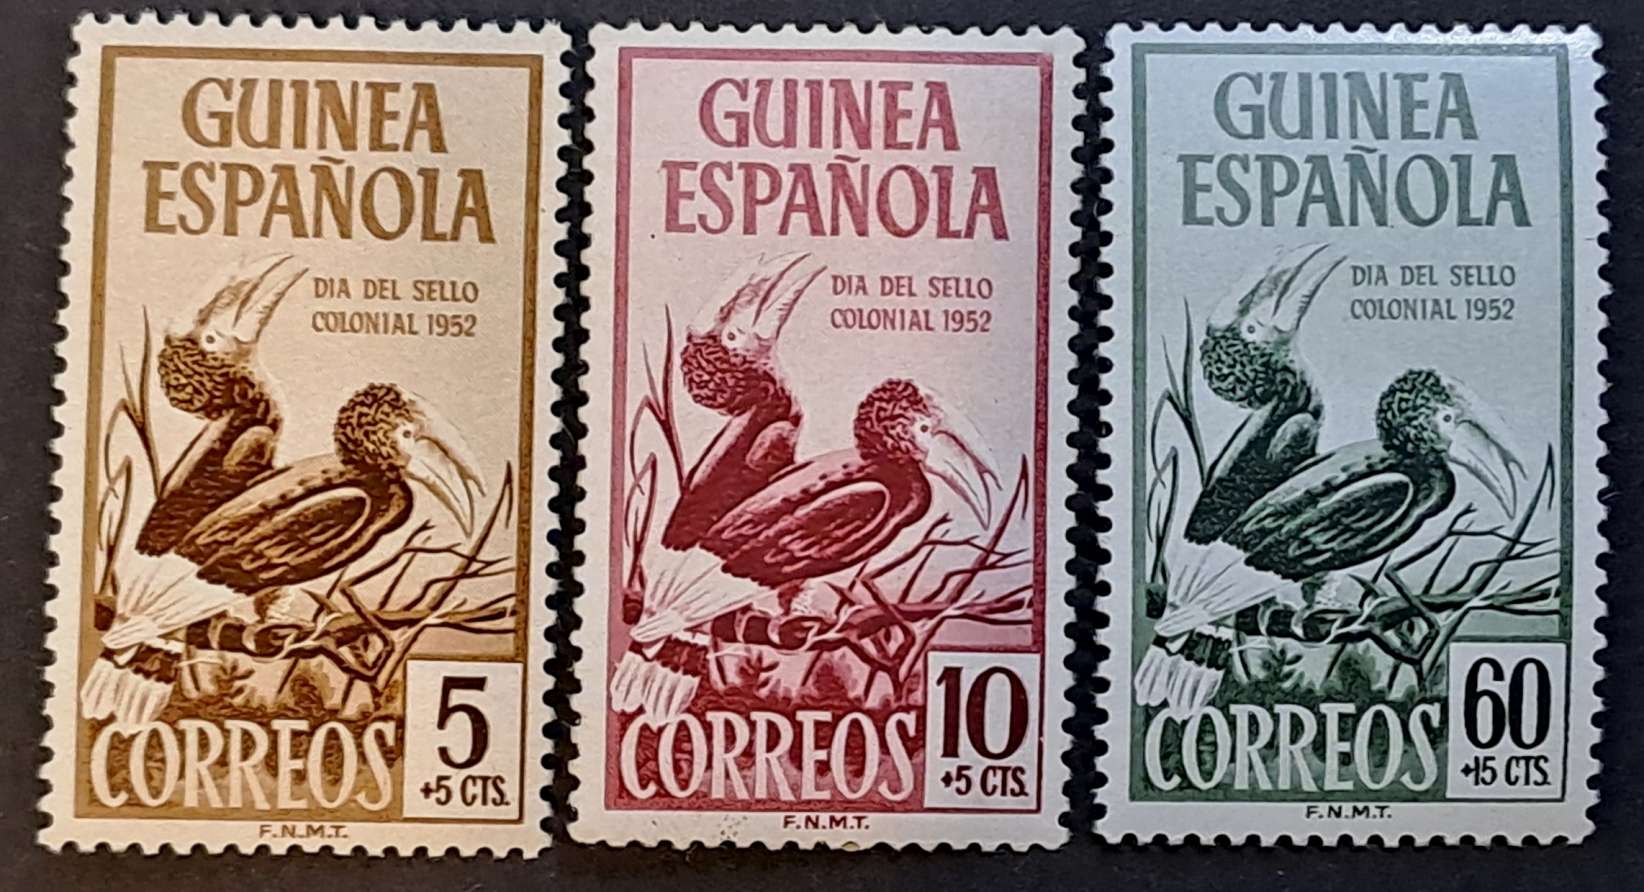 GUINEA
ESPAÑOLA
DIA DEL SELLO
COLONIAL 1952
CORREOS
5
+5 CTS.
F.N.M.T.
GUINEA
ESPAÑOLA
DIA DEL SELLO
COLONIAL 1952
CORREOS
10
+5 CTS.
F.N.M.T.
GUINEA
ESPAÑOLA
DIA DEL SELLO
COLONIAL 1952
CORREOS
60
+15 CTS.
F.N.M.T.